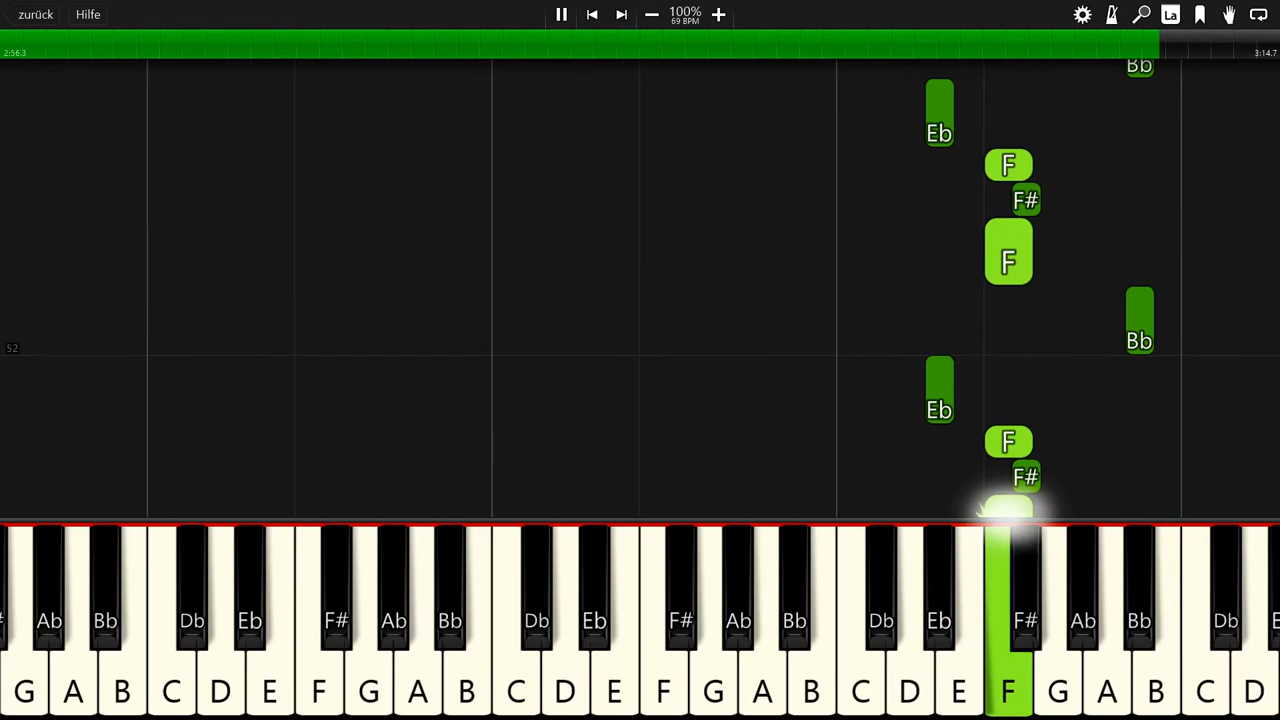 zurück Hilfe 100% La
69 BPM
2:56.3 3:14.7
Bb
Eb
F
F#
F
Bb
52
Eb
F
F#
Ab Bb Db Eb F# Ab Bb Db Eb F# Ab Bb Db Eb F# Ab Bb Db
G A B C D E F G A B C D E F G A B C D E F G A B C D